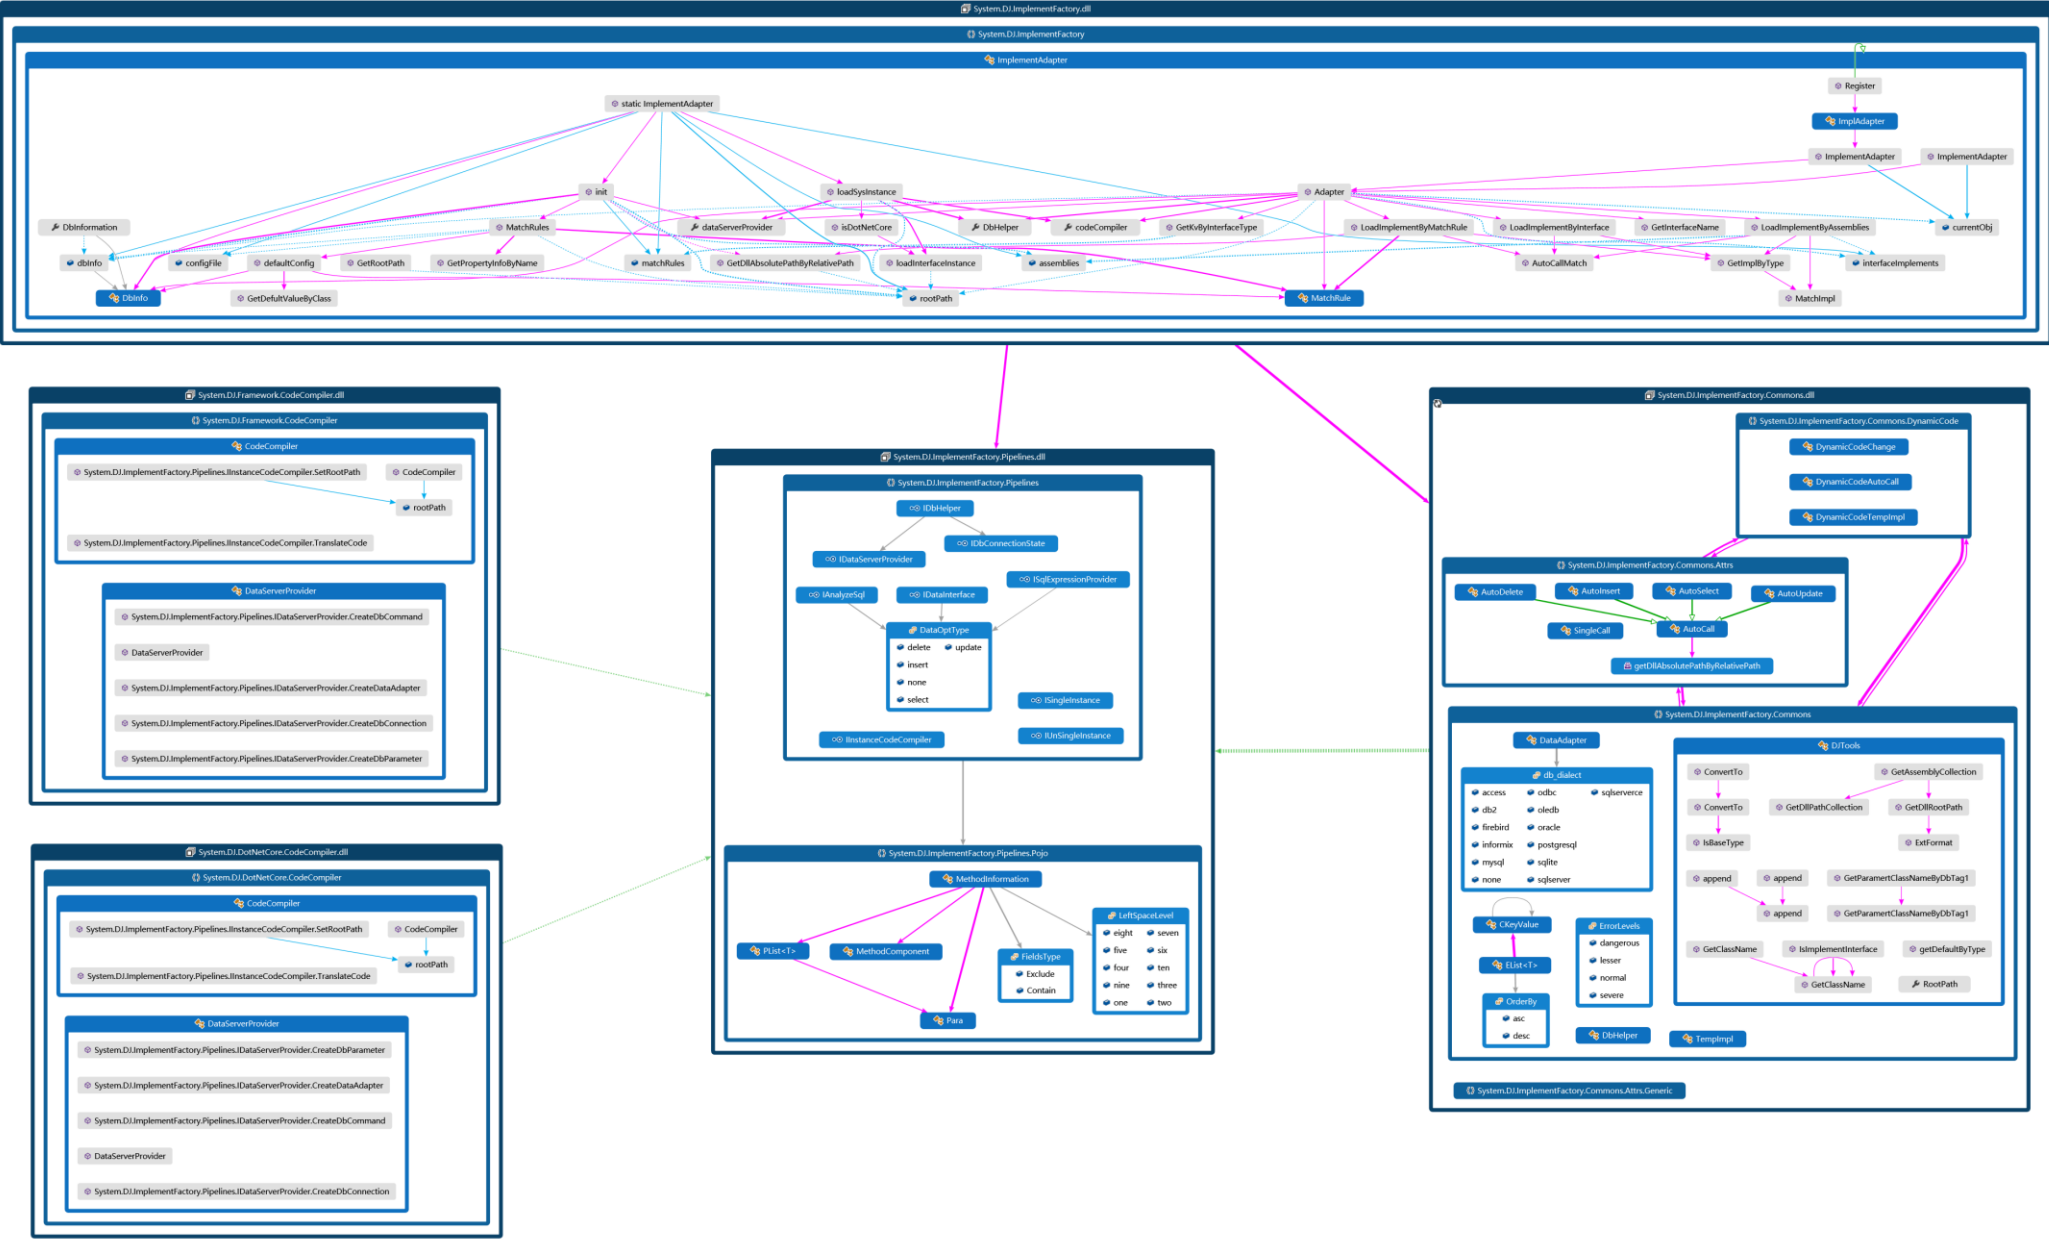 System.DJ.ImplementFactory.dll
System.DJ.ImplementFactory
ImplementAdapter
Register
static ImplementAdapter
ImplAdapter
ImplementAdapter
ImplementAdapter
init
loadSysInstance
Adapter
DbInformation
MatchRules
dataServerProvider
isDotNetCore
DbHelper
codeCompiler
GetKvByInterfaceType
LoadImplementByMatchRule
LoadImplementByInterface
GetInterfaceName
LoadImplementByAssemblies
currentObj
dbInfo
configFile
defaultConfig
GetRootPath
GetPropertyInfoByName
matchRules
GetDllAbsolutePathByRelativePath
loadInterfaceInstance
assemblies
AutoCallMatch
GetImplByType
interfaceImplements
DbInfo
GetDefultValueByClass
rootPath
MatchRule
MatchImpl
System.DJ.Framework.CodeCompiler.dll
System.DJ.Framework.CodeCompiler
CodeCompiler
System.DJ.ImplementFactory.Pipelines.IInstanceCodeCompiler.SetRootPath
CodeCompiler
rootPath
System.DJ.ImplementFactory.Pipelines.IInstanceCodeCompiler.TranslateCode
DataServerProvider
System.DJ.ImplementFactory.Pipelines.IDataServerProvider.CreateDbCommand
DataServerProvider
System.DJ.ImplementFactory.Pipelines.IDataServerProvider.CreateDataAdapter
System.DJ.ImplementFactory.Pipelines.IDataServerProvider.CreateDbConnection
System.DJ.ImplementFactory.Pipelines.IDataServerProvider.CreateDbParameter
System.DJ.DotNetCore.CodeCompiler.dll
System.DJ.DotNetCore.CodeCompiler
CodeCompiler
System.DJ.ImplementFactory.Pipelines.IInstanceCodeCompiler.SetRootPath
CodeCompiler
rootPath
System.DJ.ImplementFactory.Pipelines.IInstanceCodeCompiler.TranslateCode
DataServerProvider
System.DJ.ImplementFactory.Pipelines.IDataServerProvider.CreateDbParameter
System.DJ.ImplementFactory.Pipelines.IDataServerProvider.CreateDataAdapter
System.DJ.ImplementFactory.Pipelines.IDataServerProvider.CreateDbCommand
DataServerProvider
System.DJ.ImplementFactory.Pipelines.IDataServerProvider.CreateDbConnection
System.DJ.ImplementFactory.Pipelines.dll
System.DJ.ImplementFactory.Pipelines
IDbHelper
IDbConnectionState
IDataServerProvider
ISqlExpressionProvider
IAnalyzeSql
IDataInterface
DataOptType
delete
update
insert
none
select
ISingleInstance
IInstanceCodeCompiler
IUnSingleInstance
System.DJ.ImplementFactory.Pipelines.Pojo
MethodInformation
PList<T>
MethodComponent
FieldsType
Exclude
Contain
LeftSpaceLevel
eight
seven
five
six
four
ten
nine
three
one
two
Para
System.DJ.ImplementFactory.Commons.dll
System.DJ.ImplementFactory.Commons.DynamicCode
DynamicCodeChange
DynamicCodeAutoCall
DynamicCodeTempImpl
System.DJ.ImplementFactory.Commons.Attrs
AutoDelete
AutoInsert
AutoSelect
AutoUpdate
SingleCall
AutoCall
getDllAbsolutePathByRelativePath
System.DJ.ImplementFactory.Commons
DataAdapter
db_dialect
access
odbc
sqlserverce
db2
oledb
firebird
oracle
informix
postgresql
mysql
sqlite
none
sqlserver
CKeyValue
EList<T>
OrderBy
asc
desc
ErrorLevels
dangerous
lesser
normal
severe
DbHelper
TempImpl
DJTools
ConvertTo
GetAssemblyCollection
ConvertTo
GetDllPathCollection
GetDllRootPath
IsBaseType
ExtFormat
append
append
GetParamertClassNameByDbTag1
append
GetParamertClassNameByDbTag1
GetClassName
IsImplementInterface
getDefaultByType
GetClassName
RootPath
System.DJ.ImplementFactory.Commons.Attrs.Generic